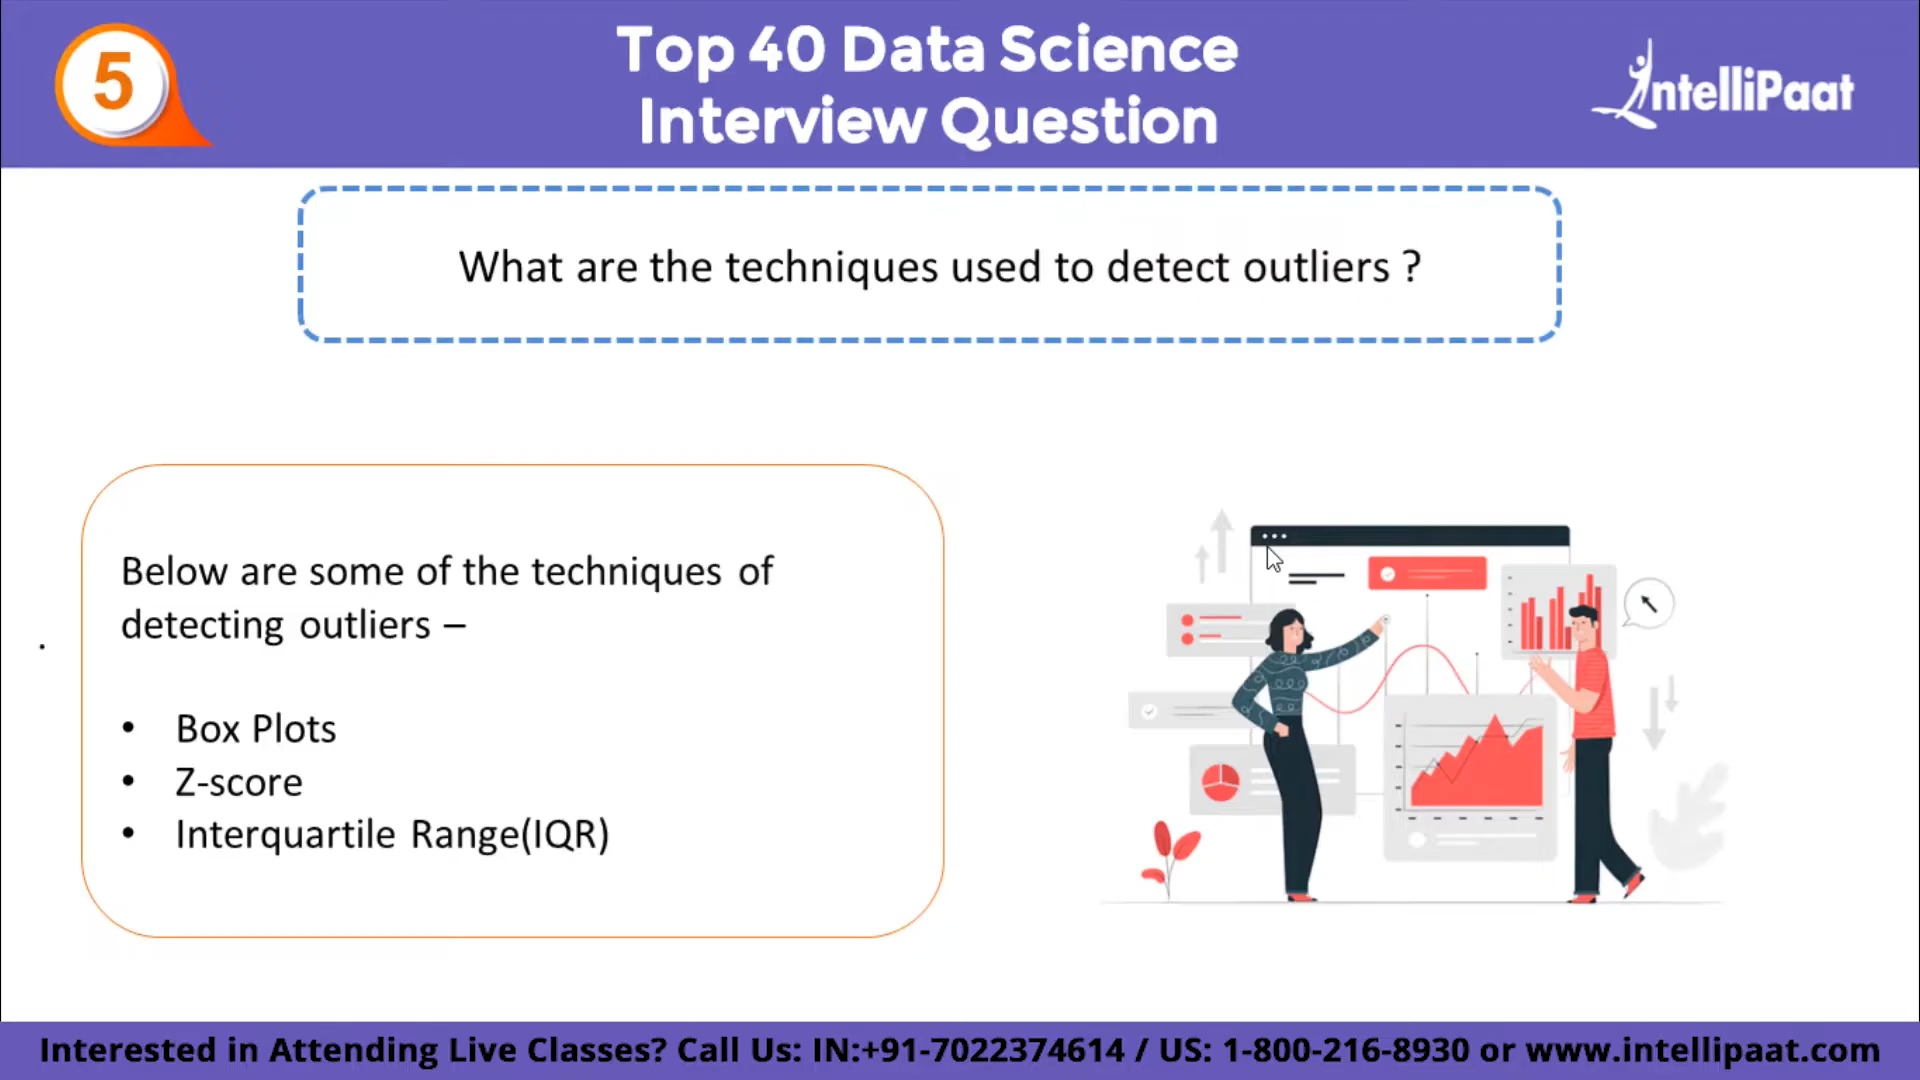 5
Top 40 Data Science
Interview Question
IntelliPaat
What are the techniques used to detect outliers ?
Below are some of the techniques of
detecting outliers –
• Box Plots
• Z-score
• Interquartile Range(IQR)
Interested in Attending Live Classes? Call Us: IN:+91-7022374614 / US: 1-800-216-8930 or www.intellipaat.com